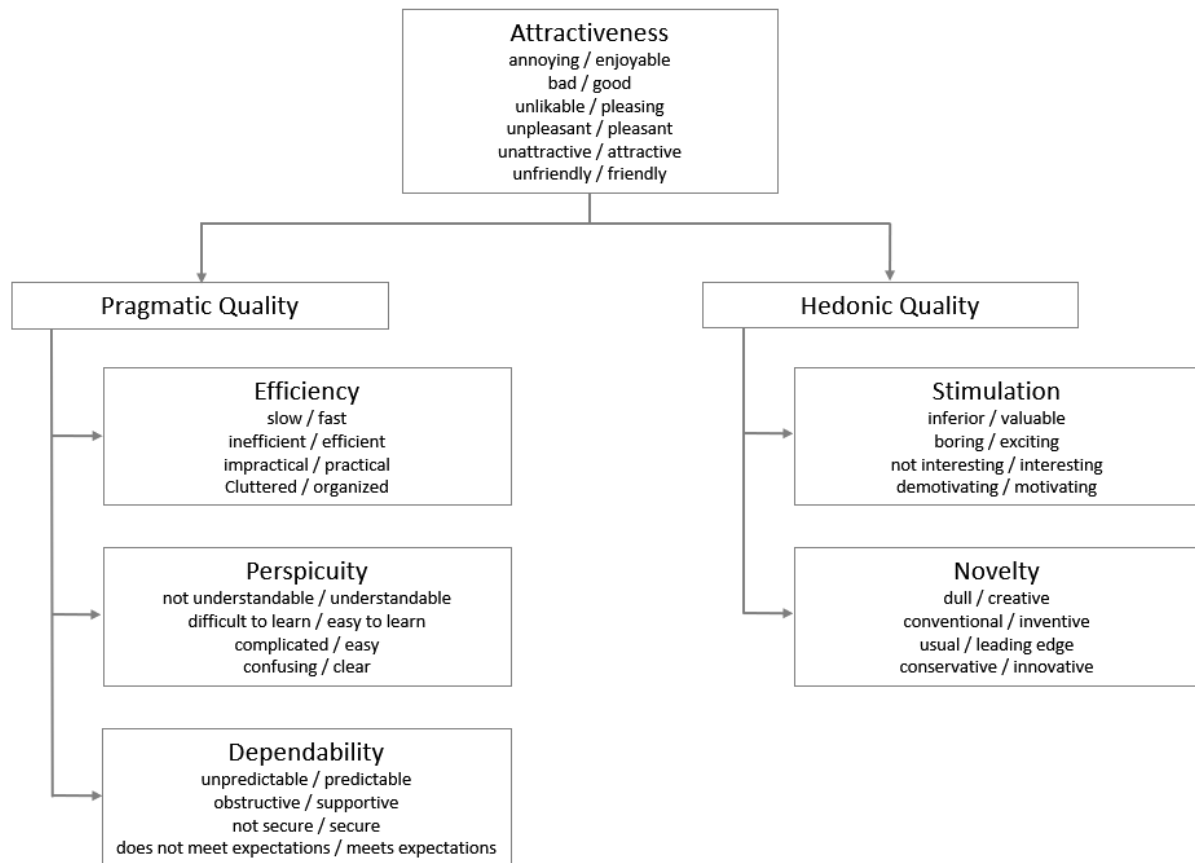 Attractiveness
annoying / enjoyable
bad / good
unlikable / pleasing
unpleasant / pleasant
unattractive / attractive
unfriendly / friendly
Pragmatic Quality
Efficiency
slow / fast
inefficient / efficient
impractical / practical
Cluttered / organized
Perspicuity
not understandable / understandable
difficult to learn / easy to learn
complicated / easy
confusing / clear
Dependability
unpredictable / predictable
obstructive / supportive
not secure / secure
does not meet expectations / meets expectations
Hedonic Quality
Stimulation
inferior / valuable
boring / exciting
not interesting / interesting
demotivating / motivating
Novelty
dull / creative
conventional / inventive
usual / leading edge
conservative / innovative